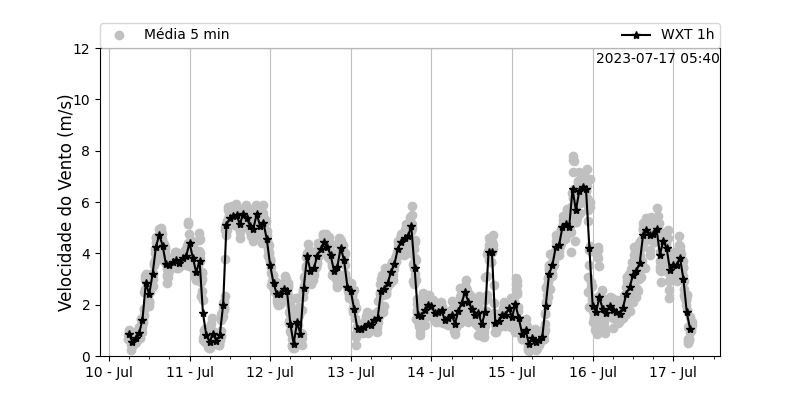 Média 5 min
WXT 1h
2023-07-17 05:40
Velocidade do Vento (m/s)
12
10
8
6
4
2
0
10 - Jul
11 - Jul
12 - Jul
13 - Jul
14 - Jul
15 - Jul
16 - Jul
17 - Jul